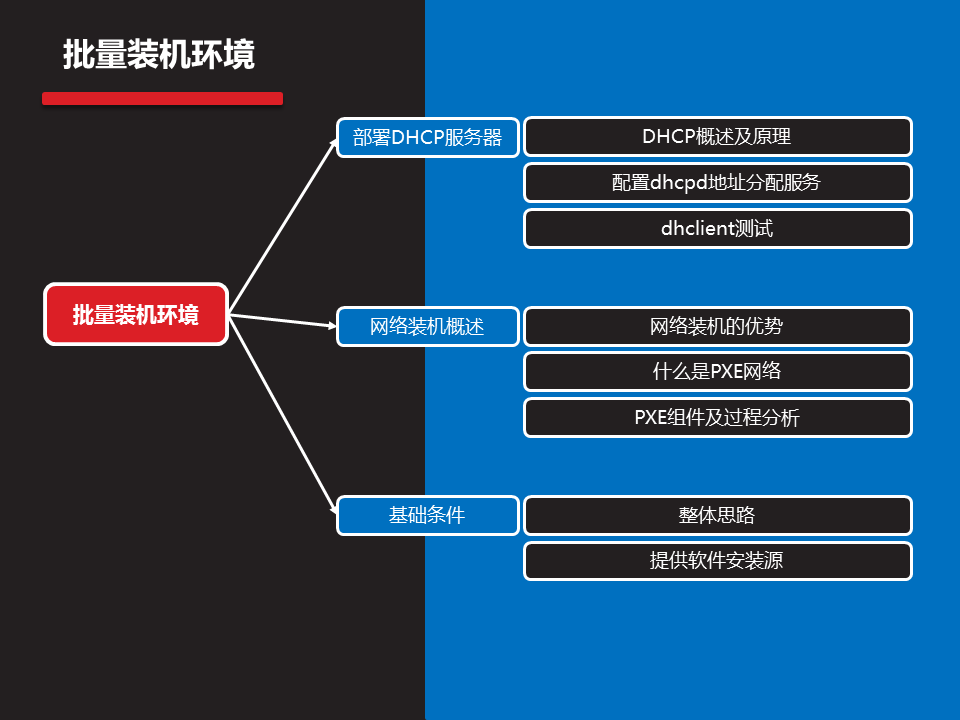 批量装机环境
批量装机环境
部署DHCP服务器
DHCP概述及原理
配置dhcpd地址分配服务
dhclient测试
网络装机概述
网络装机的优势
什么是PXE网络
PXE组件及过程分析
基础条件
整体思路
提供软件安装源